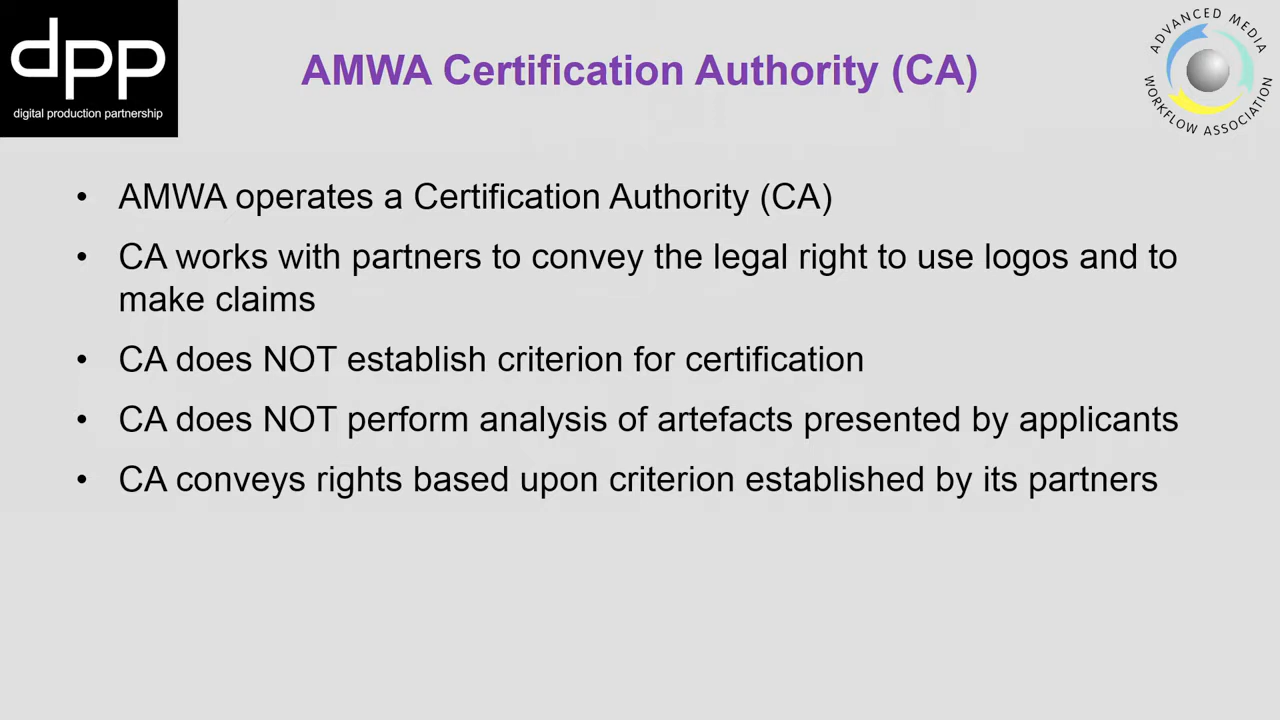 dpp
digital production partnership
AMWA Certification Authority (CA)
ADVANCED MEDIA
WORKFLOW ASSOCIATION
• AMWA operates a Certification Authority (CA)
• CA works with partners to convey the legal right to use logos and to
make claims
• CA does NOT establish criterion for certification
• CA does NOT perform analysis of artefacts presented by applicants
• CA conveys rights based upon criterion established by its partners